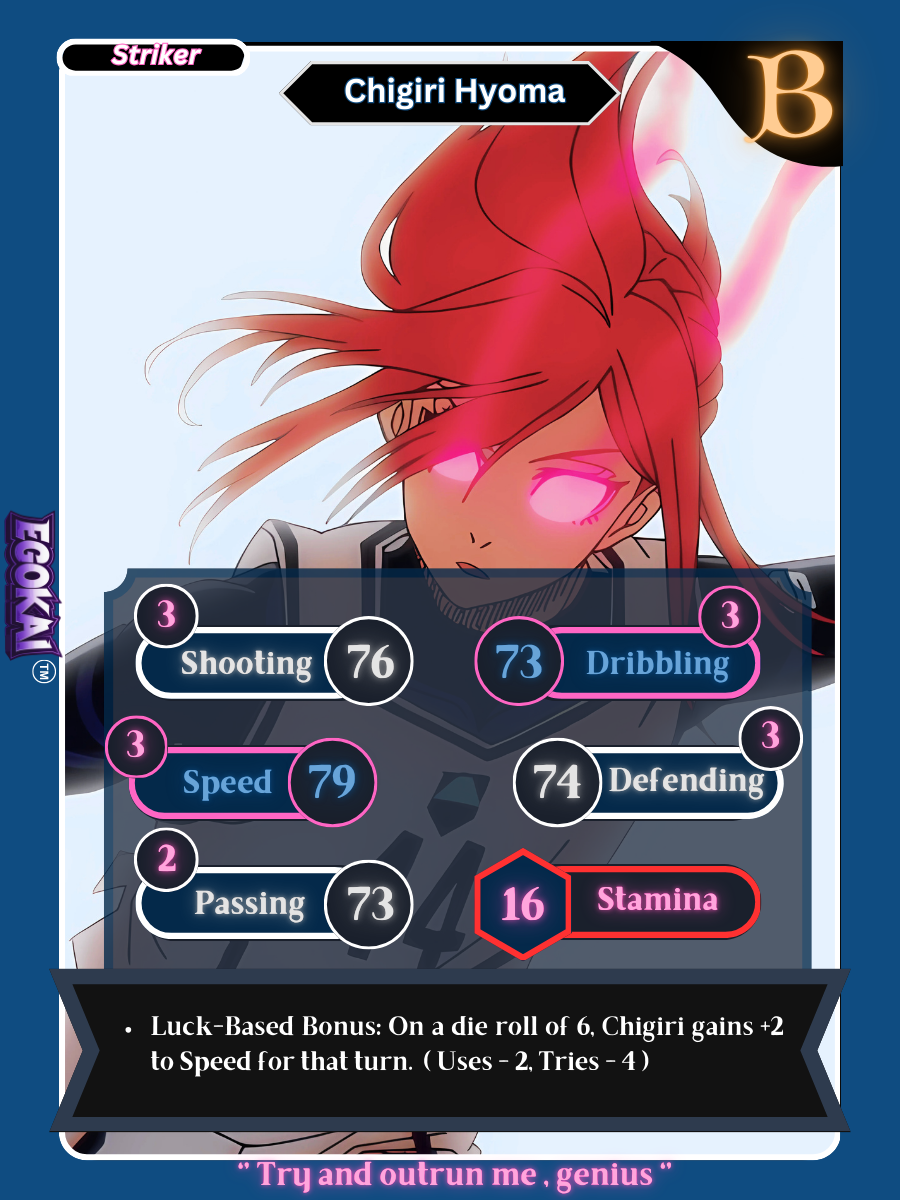 Striker
Chigiri Hyoma
B
EGOKAI
TM
3
Shooting 76
3
73 Dribbling
3
Speed 79
3
74 Defending
2
Passing 73
16 Stamina
44
• Luck-Based Bonus: On a die roll of 6, Chigiri gains +2
to Speed for that turn. ( Uses - 2, Tries - 4 )
" Try and outrun me , genius "